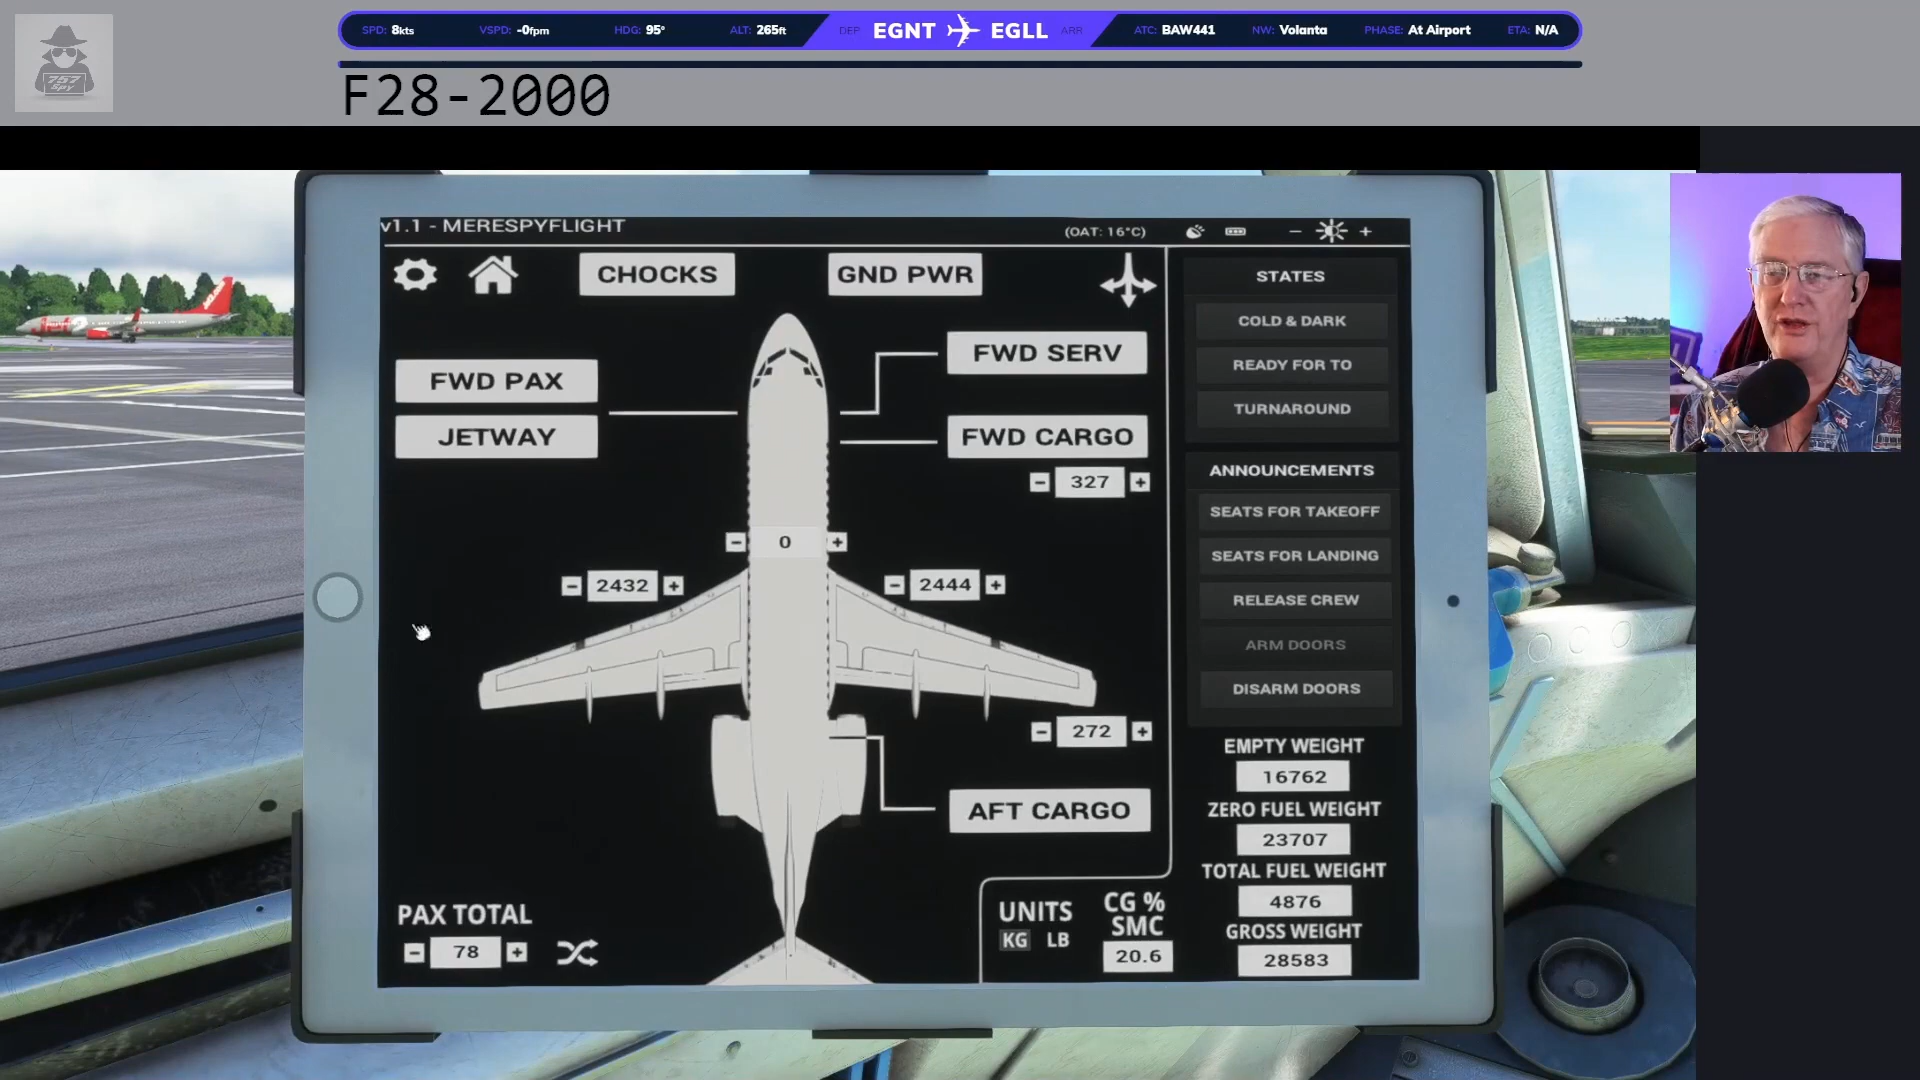 SPD: 8kts VSPD: -0fpm HDG: 95° ALT: 265ft DEP EGNT EGLL ARR ATC: BAW441 NW: Volanta PHASE: At Airport ETA: N/A
757 Spy
F28-2000
v1.1 - MERESPYFLIGHT (OAT: 16°C) − +
CHOCKS GND PWR
STATES
COLD & DARK
READY FOR TO
TURNAROUND
FWD SERV
FWD PAX
JETWAY
FWD CARGO
− 327 +
− 0 +
− 2432 + − 2444 +
− 272 +
AFT CARGO
ANNOUNCEMENTS
SEATS FOR TAKEOFF
SEATS FOR LANDING
RELEASE CREW
ARM DOORS
DISARM DOORS
EMPTY WEIGHT
16762
ZERO FUEL WEIGHT
23707
TOTAL FUEL WEIGHT
4876
GROSS WEIGHT
28583
PAX TOTAL
− 78 +
UNITS
KG LB
CG %
SMC
20.6